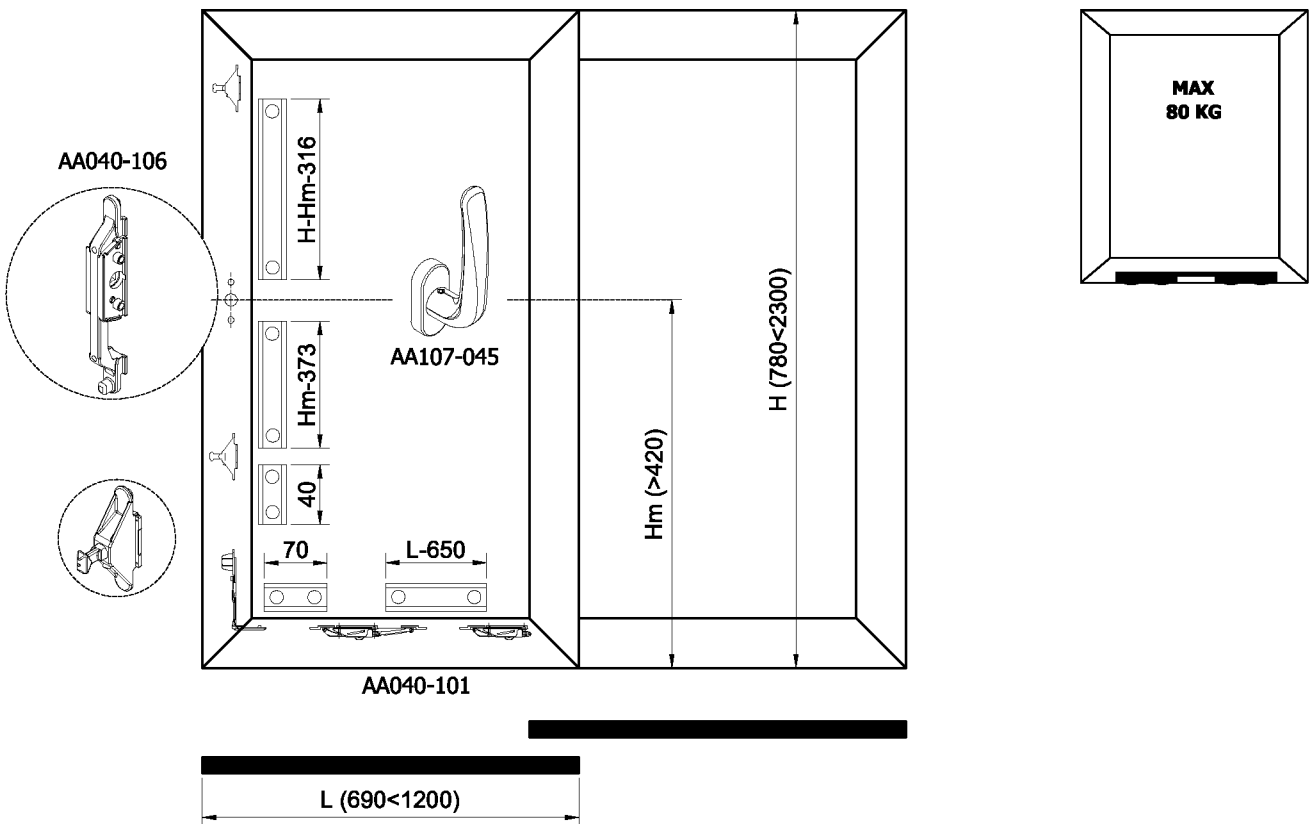 MAX
80 KG
AA040-106
H-Hm-316
AA107-045
H (780<2300)
Hm-373
Hm (>420)
40
70
L-650
AA040-101
L (690<1200)